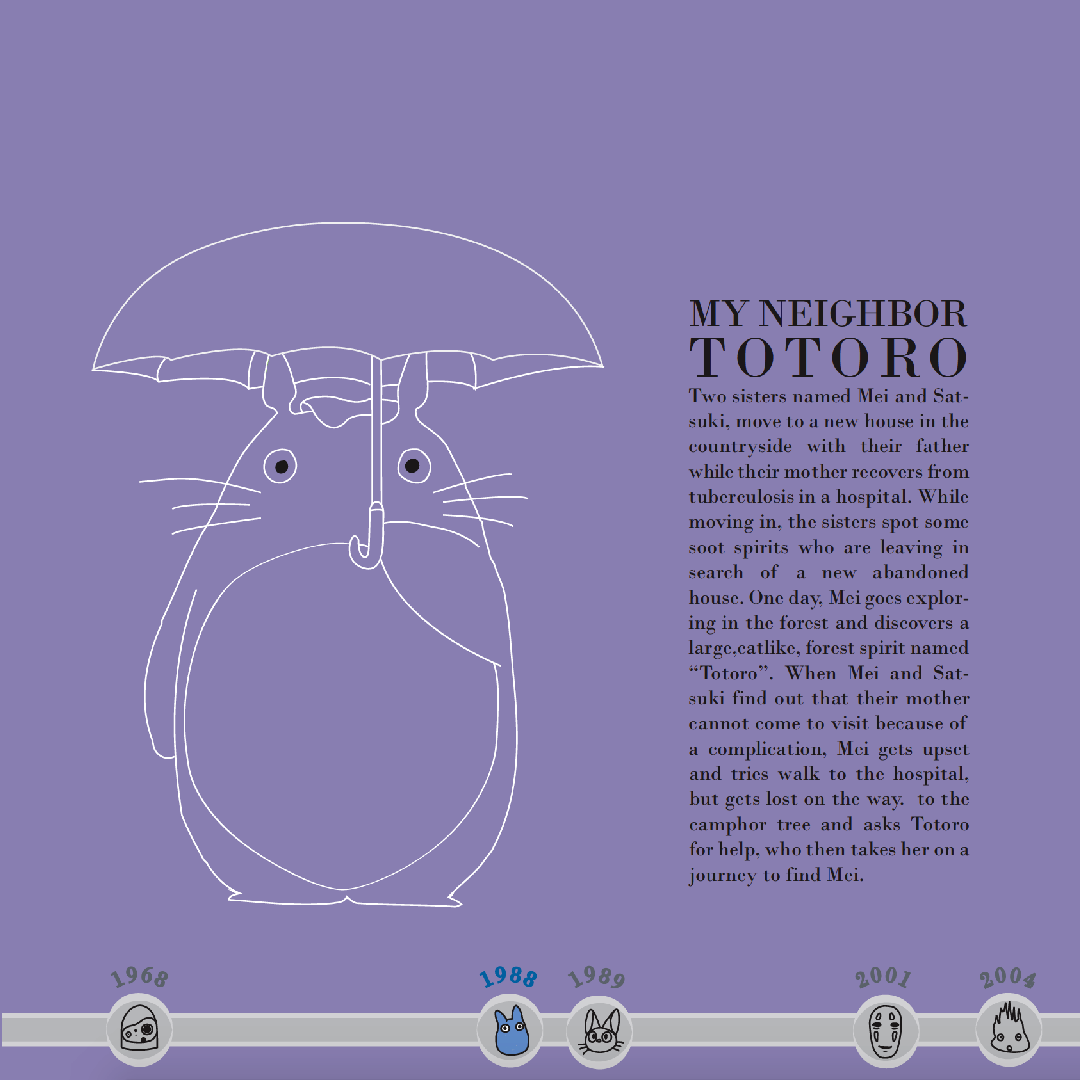 MY NEIGHBOR
TOTORO
Two sisters named Mei and Sat-
suki, move to a new house in the
countryside with their father
while their mother recovers from
tuberculosis in a hospital. While
moving in, the sisters spot some
soot spirits who are leaving in
search of a new abandoned
house. One day, Mei goes explor-
ing in the forest and discovers a
large,catlike, forest spirit named
“Totoro”. When Mei and Sat-
suki find out that their mother
cannot come to visit because of
a complication, Mei gets upset
and tries walk to the hospital,
but gets lost on the way. to the
camphor tree and asks Totoro
for help, who then takes her on a
journey to find Mei.
1968 1988 1989 2001 2004